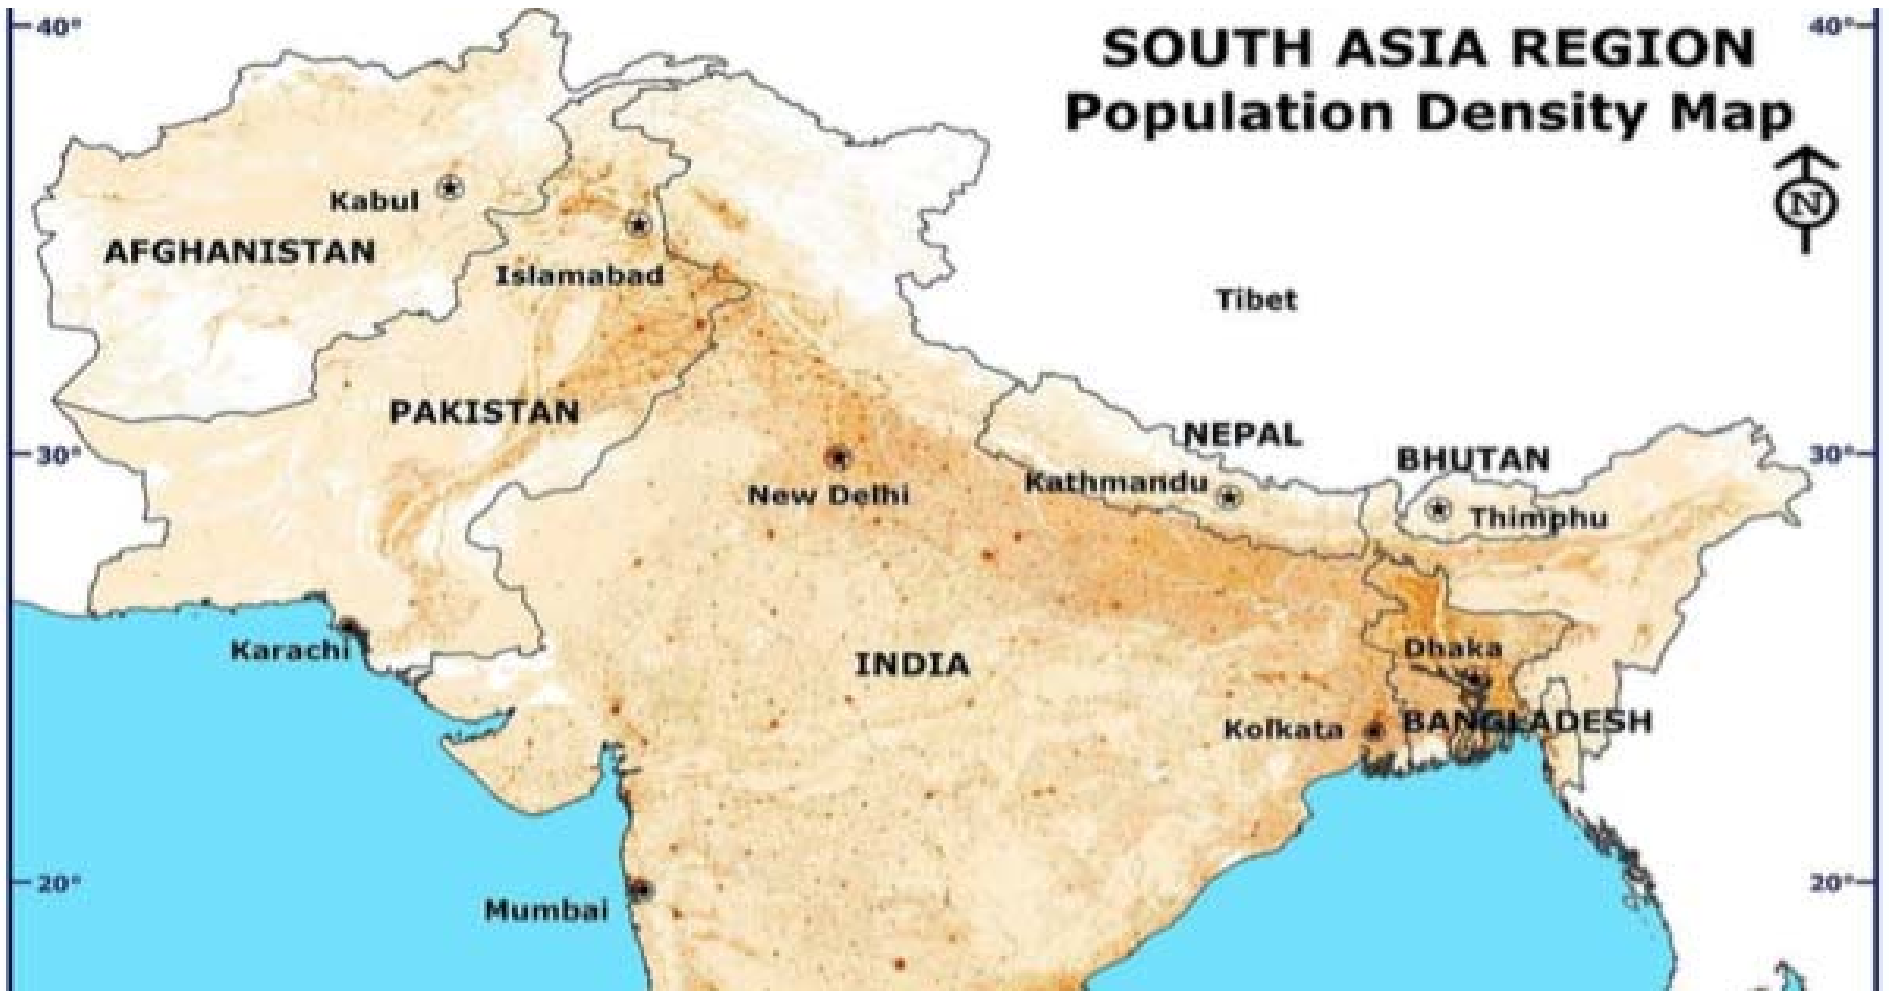 40°
40°
SOUTH ASIA REGION
Population Density Map
N
Kabul
AFGHANISTAN
Islamabad
Tibet
PAKISTAN
NEPAL
30°
BHUTAN
30°
Kathmandu
New Delhi
Thimphu
Karachi
Dhaka
INDIA
Kolkata
BANGLADESH
20°
20°
Mumbai